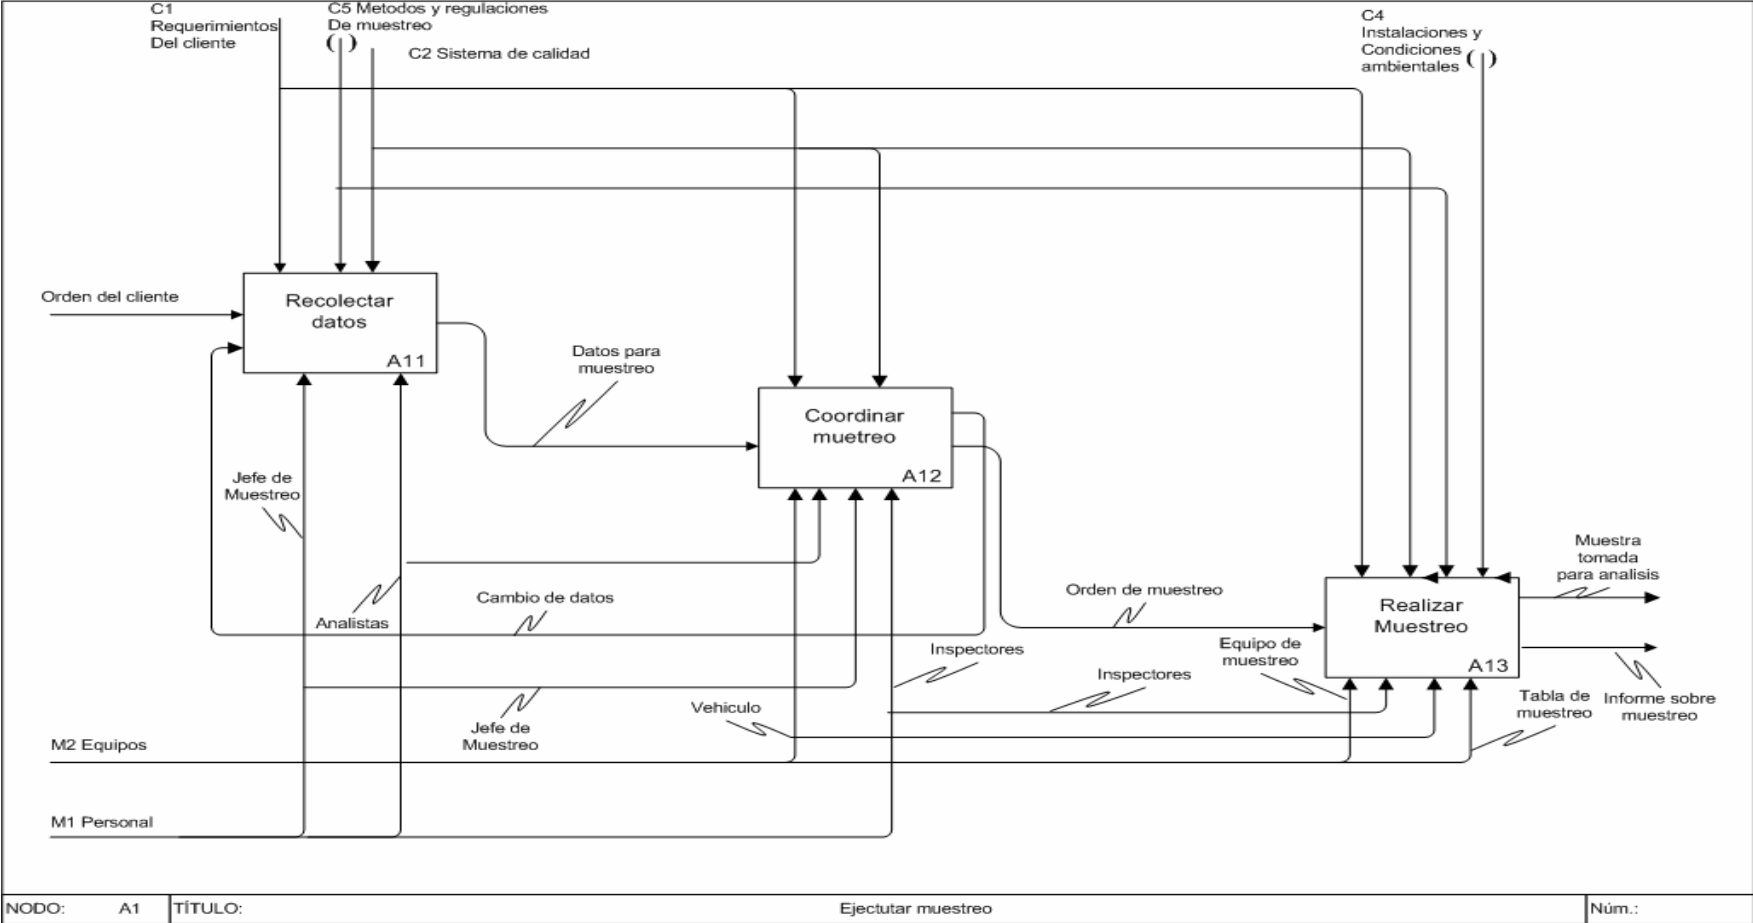 C1
Requerimientos
Del cliente
C5 Metodos y regulaciones
De muestreo
( )
C2 Sistema de calidad
C4
Instalaciones y
Condiciones
ambientales ( )
Orden del cliente
Recolectar
datos
A11
Datos para
muestreo
Coordinar
muetreo
A12
Jefe de
Muestreo
Analistas
Cambio de datos
Orden de muestreo
Muestra
tomada
para analisis
Realizar
Muestreo
A13
Inspectores
Equipo de
muestreo
Inspectores
Vehiculo
Jefe de
Muestreo
Tabla de
muestreo
Informe sobre
muestreo
M2 Equipos
M1 Personal
NODO: A1 TÍTULO: Ejectutar muestreo Núm.: